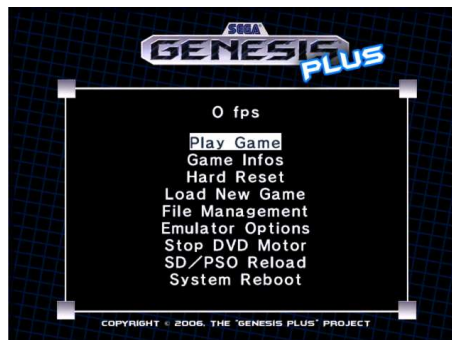 SEGA
GENESIS
PLUS
0 fps
Play Game
Game Infos
Hard Reset
Load New Game
File Management
Emulator Options
Stop DVD Motor
SD/PSO Reload
System Reboot
COPYRIGHT © 2006, THE "GENESIS PLUS" PROJECT